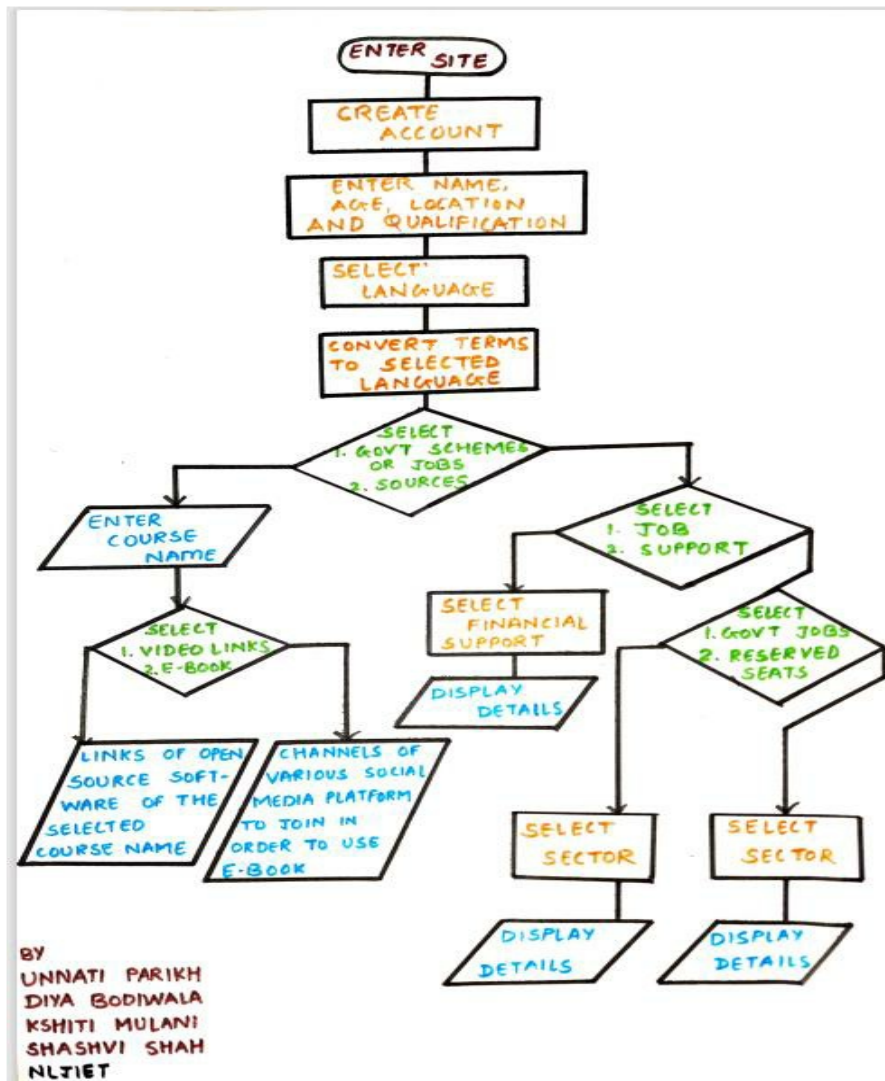 ENTER SITE
CREATE
ACCOUNT
ENTER NAME,
AGE, LOCATION
AND QUALIFICATION
SELECT
LANGUAGE
CONVERT TERMS
TO SELECTED
LANGUAGE
SELECT
1. GOVT SCHEMES
OR JOBS
2. SOURCES
ENTER
COURSE
NAME
SELECT
1. VIDEO LINKS
2. E-BOOK
LINKS OF OPEN
SOURCE SOFT-
WARE OF THE
SELECTED
COURSE NAME
CHANNELS OF
VARIOUS SOCIAL
MEDIA PLATFORM
TO JOIN IN
ORDER TO USE
E-BOOK
SELECT
1. JOB
2. SUPPORT
SELECT
FINANCIAL
SUPPORT
DISPLAY
DETAILS
SELECT
1. GOVT JOBS
2. RESERVED
SEATS
SELECT
SECTOR
DISPLAY
DETAILS
SELECT
SECTOR
DISPLAY
DETAILS
BY
UNNATI PARIKH
DIYA BODIWALA
KSHITI MULANI
SHASHVI SHAH
NLJIET